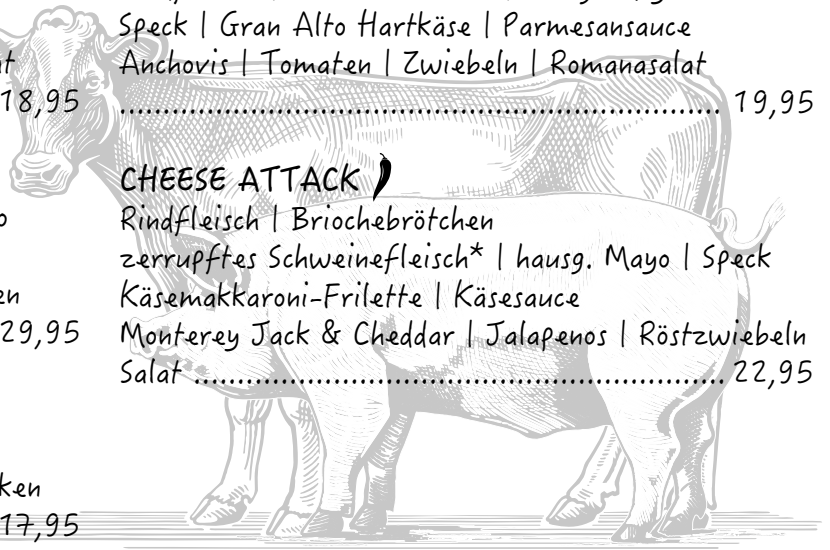 Speck | Gran Alto Hartkäse | Parmesansauce
Anchovis | Tomaten | Zwiebeln | Romanasalat
........ 19,95
CHEESE ATTACK
Rindfleisch | Briochebrötchen
zerrupftes Schweinefleisch* | hausg. Mayo | Speck
Käsemakkaroni-Frilette | Käsesauce
Monterey Jack & Cheddar | Jalapenos | Röstzwiebeln
Salat ........ 22,95
18,95
29,95
17,95